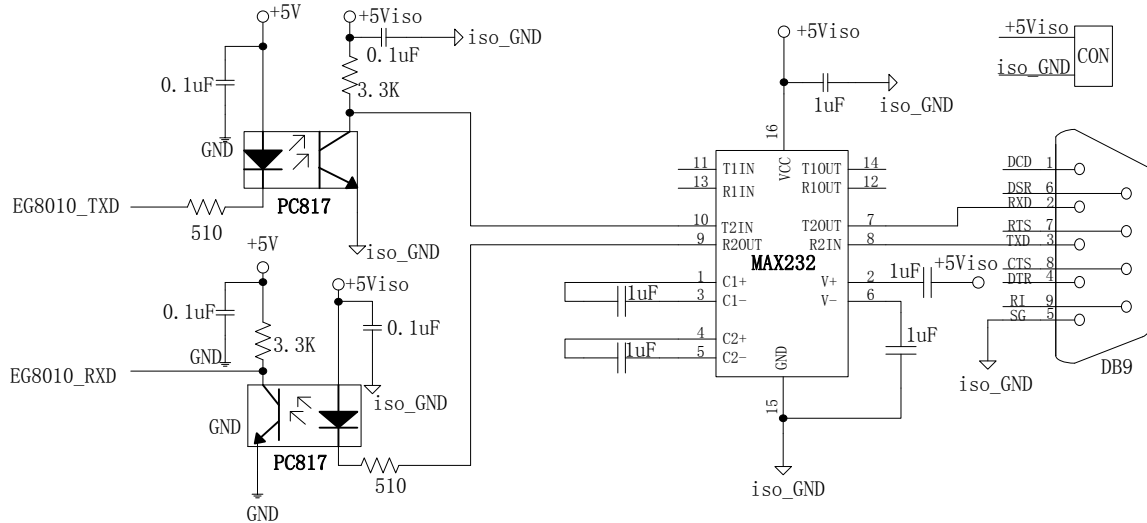 +5V
+5Viso
0.1uF
iso_GND
0.1uF
3.3K
GND
PC817
EG8010_TXD
510
iso_GND
+5V
+5Viso
0.1uF
0.1uF
3.3K
GND
EG8010_RXD
iso_GND
GND
PC817
510
GND
+5Viso
1uF
iso_GND
16
VCC
11
T1IN
T1OUT
14
13
R1IN
R1OUT
12
10
T2IN
T2OUT
7
9
R2OUT
R2IN
8
MAX232
1
C1+
V+
2
1uF
+5Viso
1uF
3
C1-
V-
6
4
C2+
1uF
1uF
5
C2-
GND
15
iso_GND
+5Viso
iso_GND
CON
DCD
1
DSR
6
RXD
2
RTS
7
TXD
3
CTS
8
DTR
4
RI
9
SG
5
iso_GND
DB9